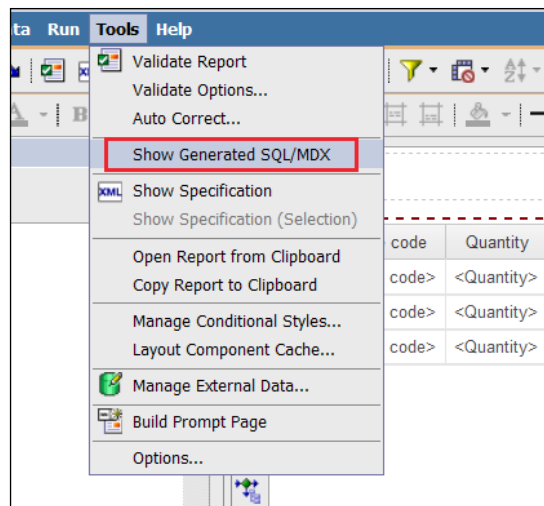 ta Run Tools Help
Validate Report
Validate Options...
Auto Correct...
Show Generated SQL/MDX
XML Show Specification
Show Specification (Selection)
Open Report from Clipboard
Copy Report to Clipboard
Manage Conditional Styles...
Layout Component Cache...
Manage External Data...
Build Prompt Page
Options...
A B
code Quantity
code> <Quantity>
code> <Quantity>
code> <Quantity>